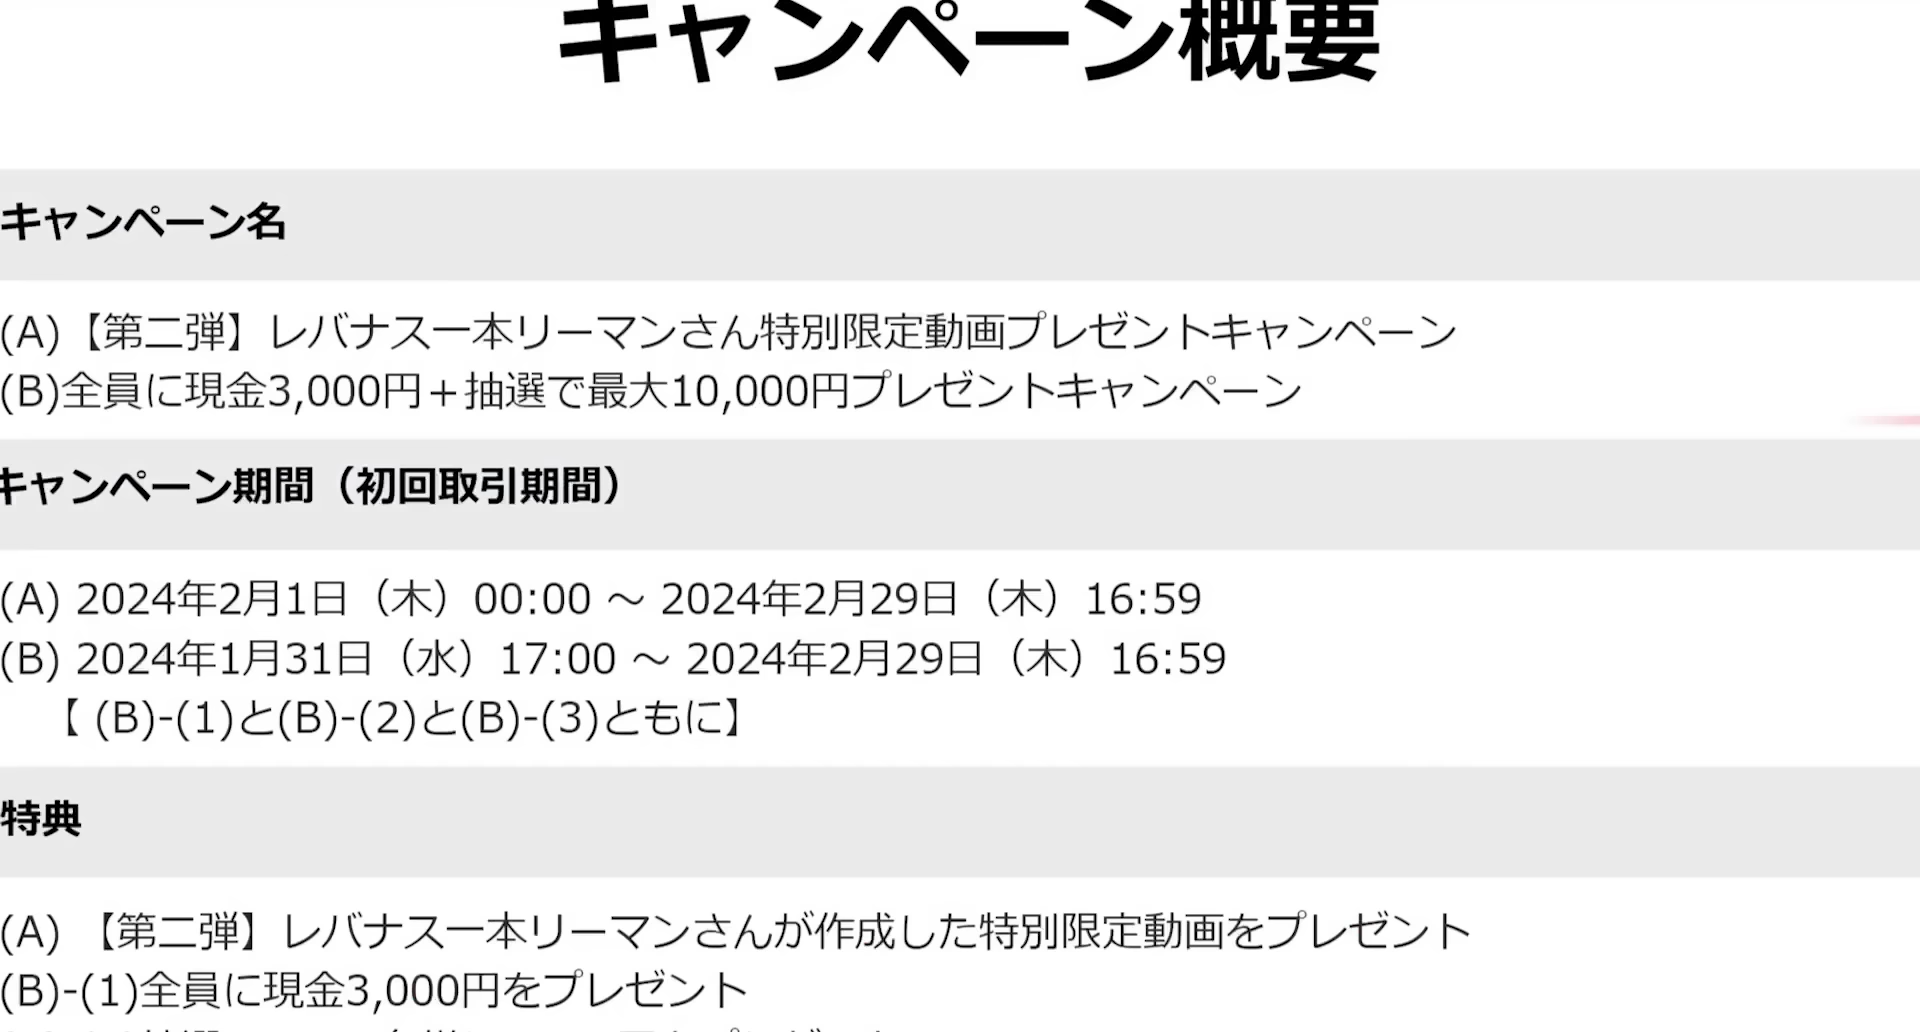 キャンペーン概要
キャンペーン名
(A)【第二弾】レバナス一本リーマンさん特別限定動画プレゼントキャンペーン
(B)全員に現金3,000円＋抽選で最大10,000円プレゼントキャンペーン
キャンペーン期間（初回取引期間）
(A) 2024年2月1日（木）00:00 ～ 2024年2月29日（木）16:59
(B) 2024年1月31日（水）17:00 ～ 2024年2月29日（木）16:59
【 (B)-(1)と(B)-(2)と(B)-(3)ともに】
特典
(A) 【第二弾】レバナス一本リーマンさんが作成した特別限定動画をプレゼント
(B)-(1)全員に現金3,000円をプレゼント